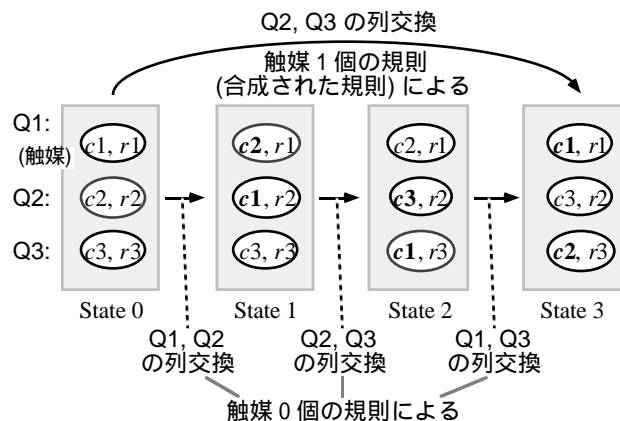 Q2, Q3 の列交換
触媒 1 個の規則
(合成された規則) による
Q1:
(触媒)
Q2:
Q3:
c1, r1
c2, r2
c3, r3
c2, r1
c1, r2
c3, r3
c2, r1
c3, r2
c1, r3
c1, r1
c3, r2
c2, r3
State 0
State 1
State 2
State 3
Q1, Q2
の列交換
Q2, Q3
の列交換
Q1, Q3
の列交換
触媒 0 個の規則による